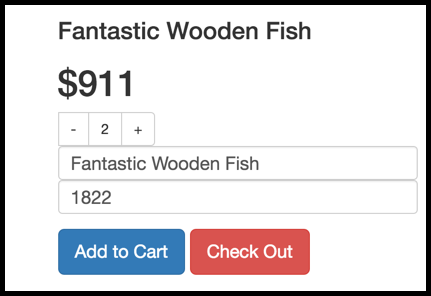 Fantastic Wooden Fish
$911
- 2 +
Fantastic Wooden Fish
1822
Add to Cart Check Out